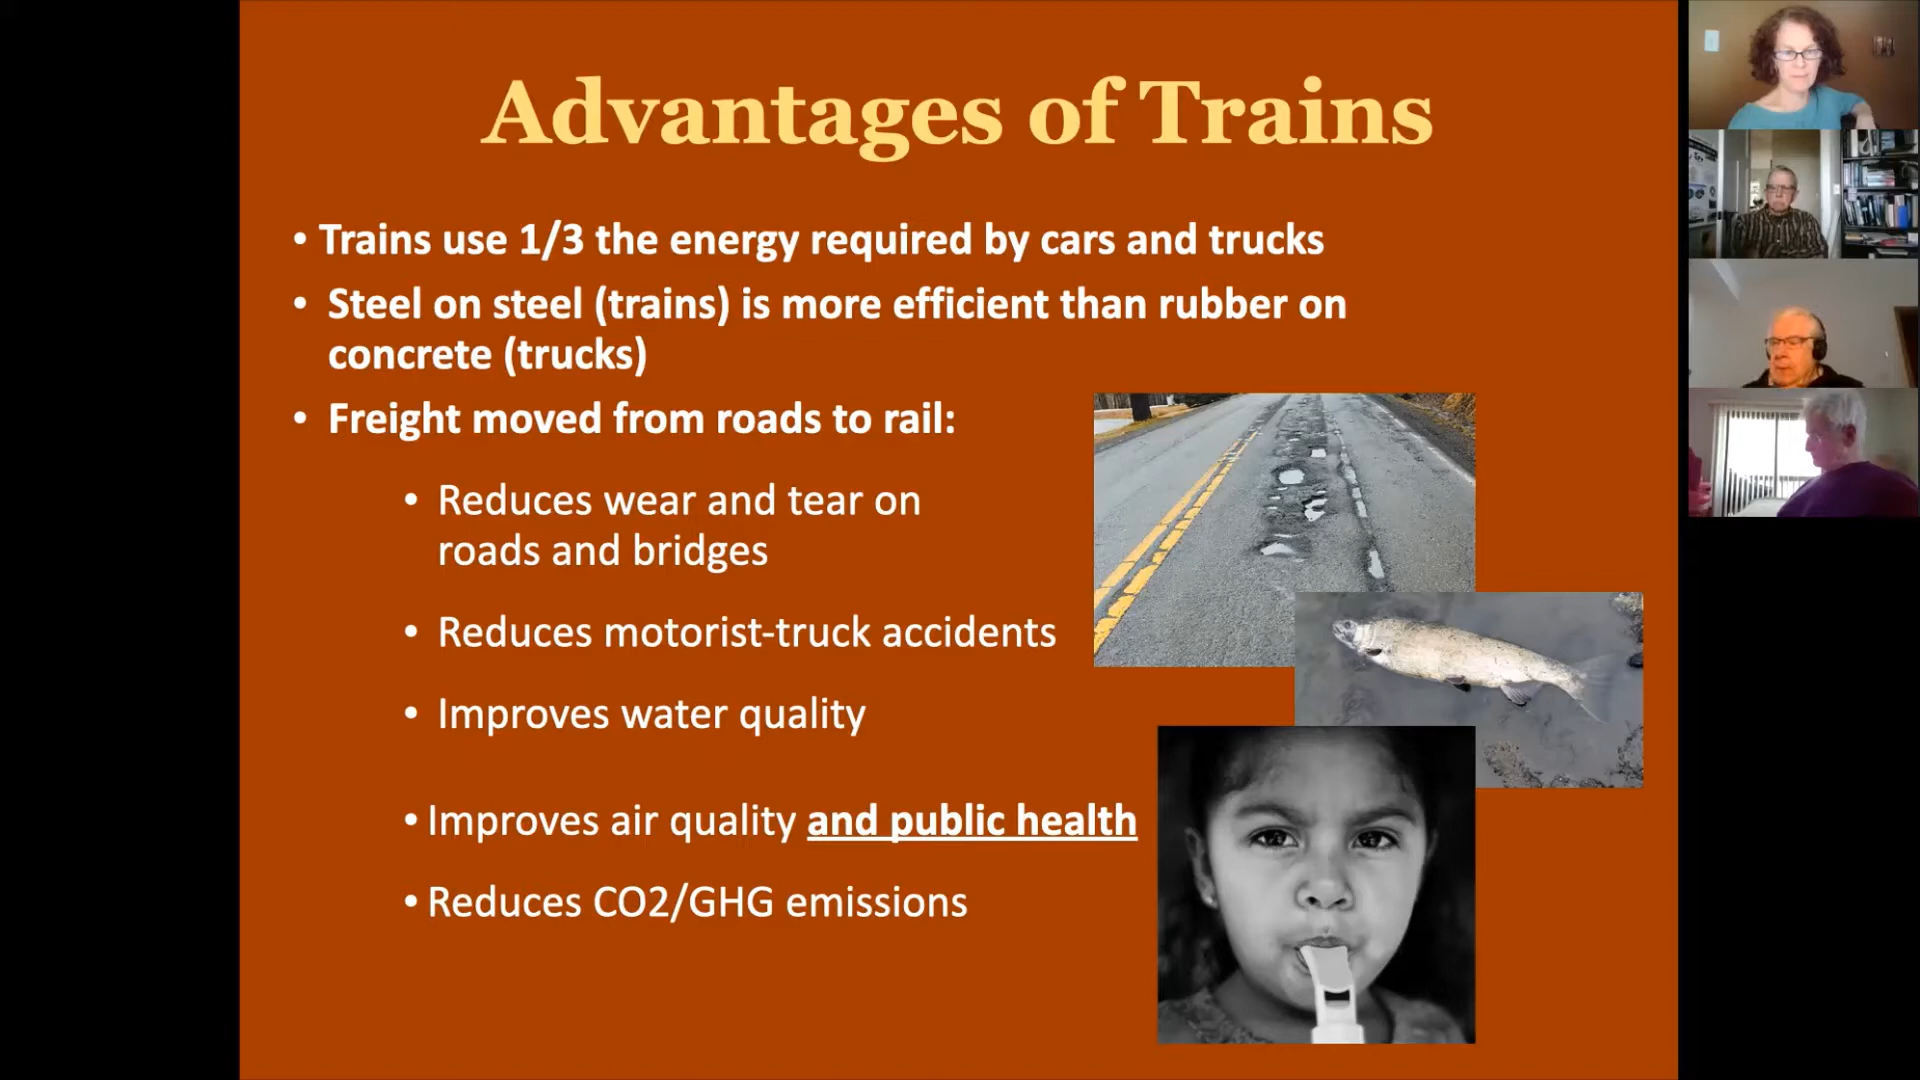 Advantages of Trains
• Trains use 1/3 the energy required by cars and trucks
• Steel on steel (trains) is more efficient than rubber on
concrete (trucks)
• Freight moved from roads to rail:
• Reduces wear and tear on
roads and bridges
• Reduces motorist-truck accidents
• Improves water quality
• Improves air quality and public health
• Reduces CO2/GHG emissions